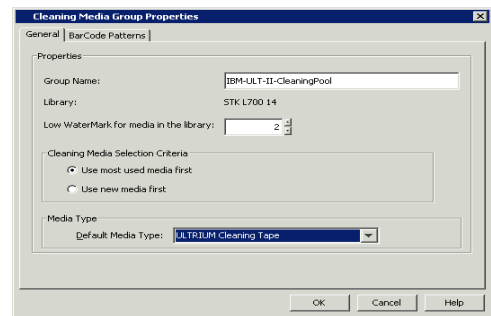 Cleaning Media Group Properties
General BarCode Patterns
Properties
Group Name: IBM-ULT-II-CleaningPool
Library: STK L700 14
Low WaterMark for media in the library: 2
Cleaning Media Selection Criteria
Use most used media first
Use new media first
Media Type
Default Media Type: ULTRIUM Cleaning Tape
OK Cancel Help